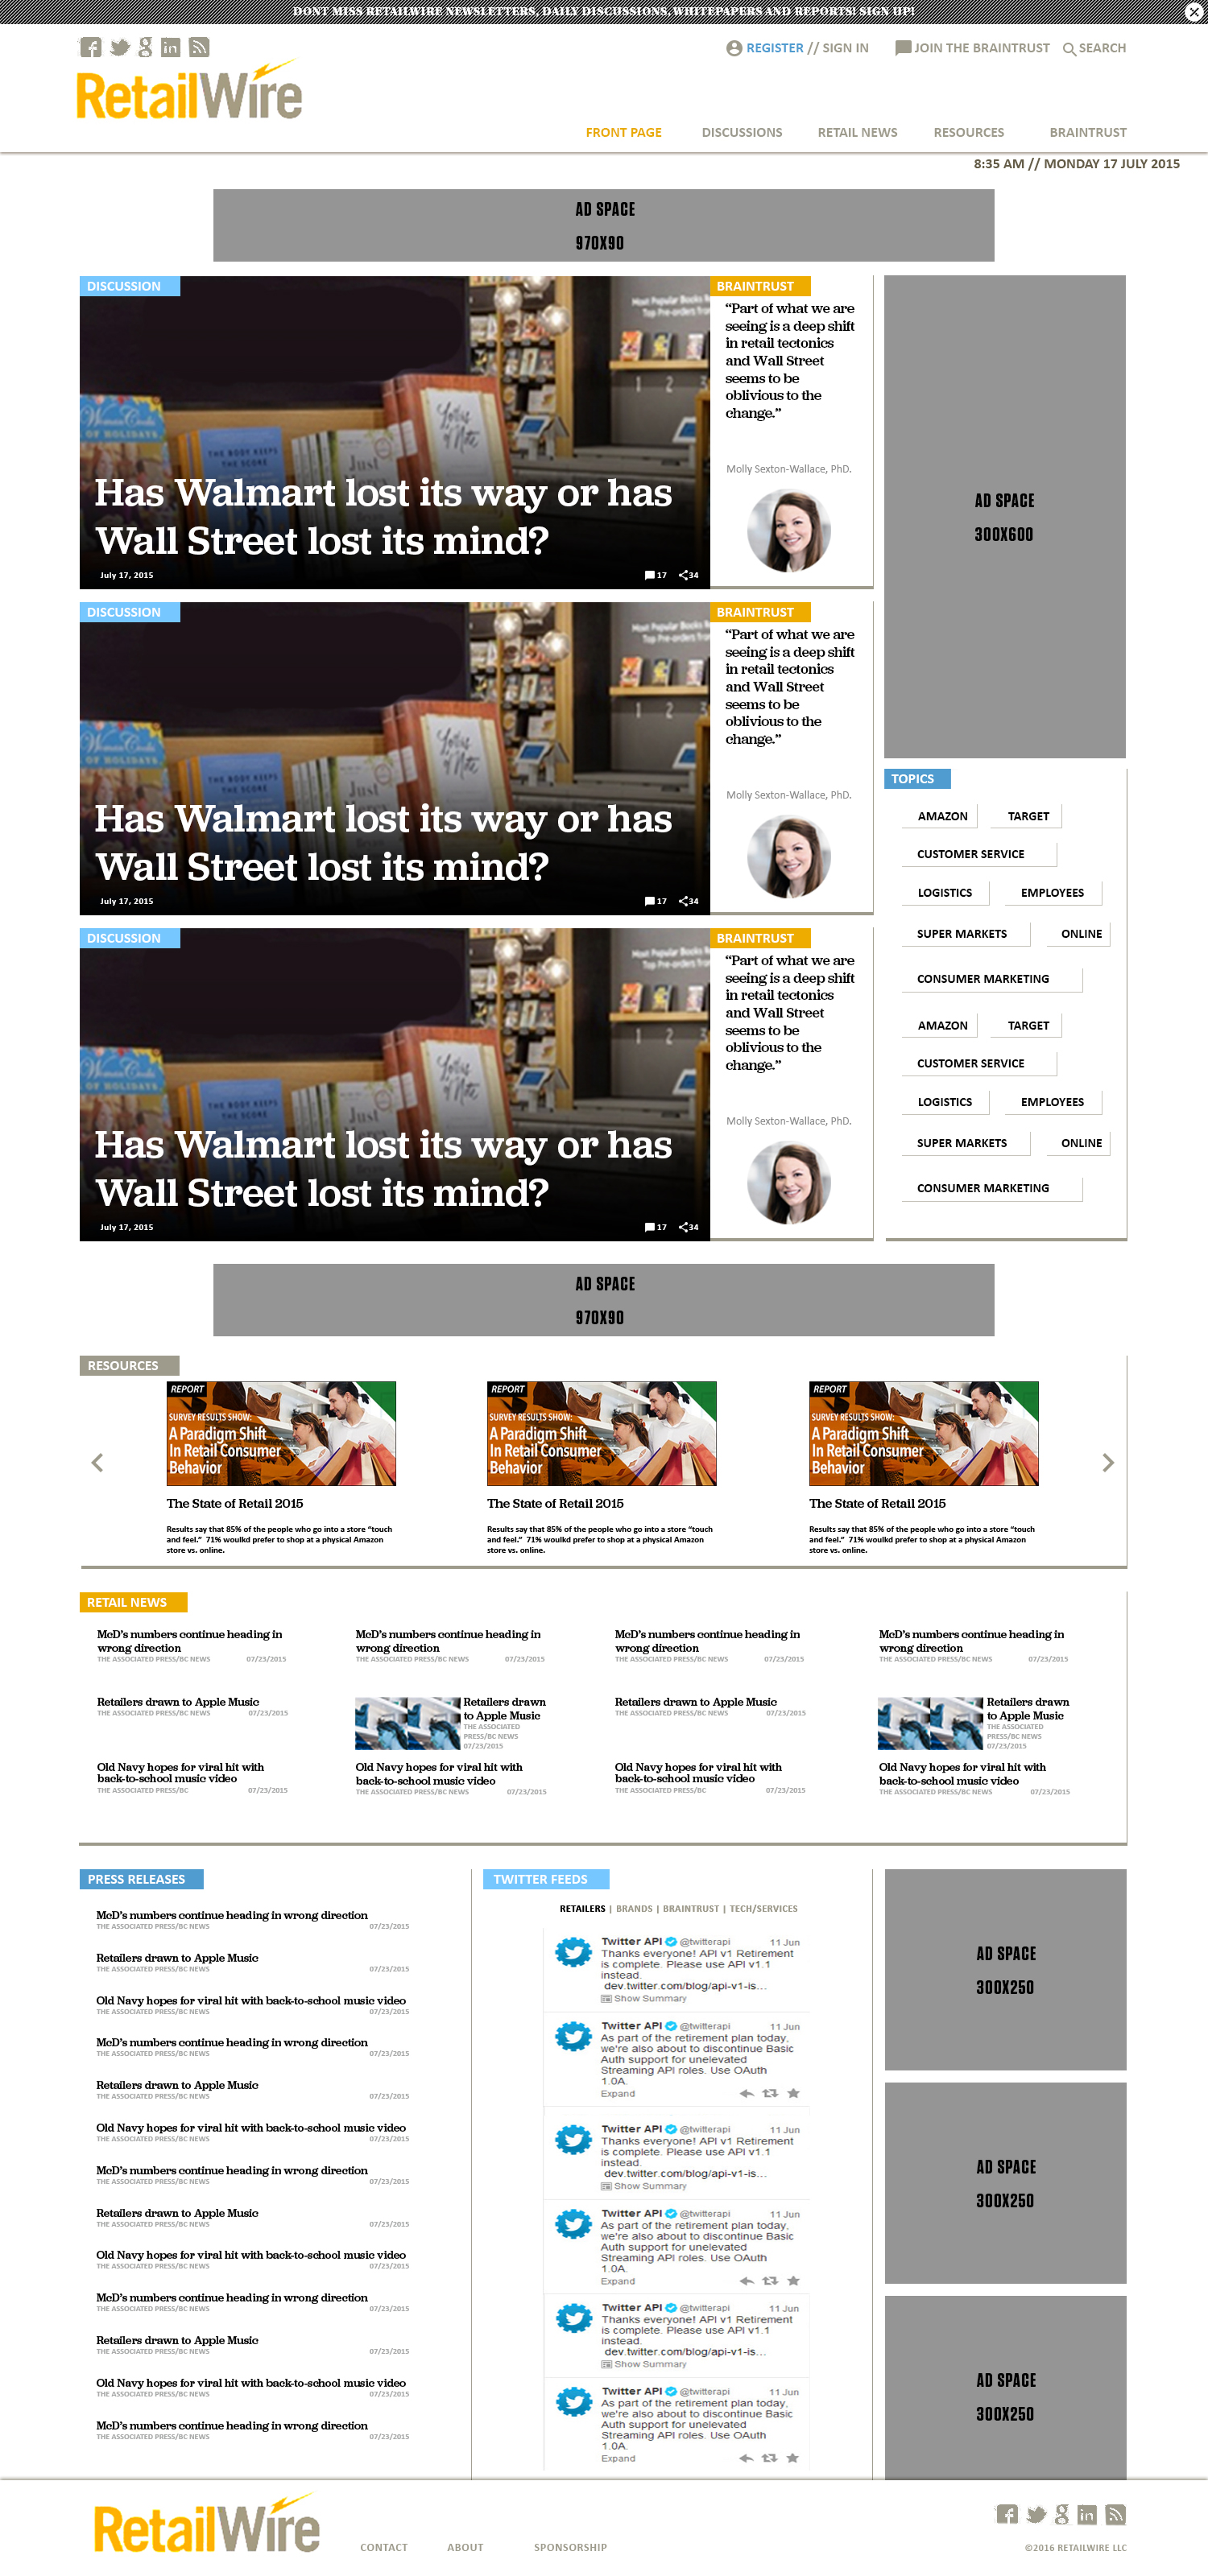 DONT MISS RETAILWIRE NEWSLETTERS, DAILY DISCUSSIONS. WHITEPAPERS AND REPORTS! SIGN UP!
REGISTER // SIGN IN
JOIN THE BRAINTRUST
SEARCH
RetailWire
FRONT PAGE
DISCUSSIONS
RETAIL NEWS
RESOURCES
BRAINTRUST
8:35 AM // MONDAY 17 JULY 2015
AD SPACE
970X90
DISCUSSION
Has Walmart lost its way or has
Wall Street lost its mind?
July 17, 2015
17
34
BRAINTRUST
“Part of what we are
seeing is a deep shift
in retail tectonics
and Wall Street
seems to be
oblivious to the
change.”
Molly Sexton-Wallace, PhD.
AD SPACE
300X600
DISCUSSION
Has Walmart lost its way or has
Wall Street lost its mind?
July 17, 2015
17
34
BRAINTRUST
“Part of what we are
seeing is a deep shift
in retail tectonics
and Wall Street
seems to be
oblivious to the
change.”
Molly Sexton-Wallace, PhD.
DISCUSSION
Has Walmart lost its way or has
Wall Street lost its mind?
July 17, 2015
17
34
BRAINTRUST
“Part of what we are
seeing is a deep shift
in retail tectonics
and Wall Street
seems to be
oblivious to the
change.”
Molly Sexton-Wallace, PhD.
TOPICS
AMAZON
TARGET
CUSTOMER SERVICE
LOGISTICS
EMPLOYEES
SUPER MARKETS
ONLINE
CONSUMER MARKETING
AMAZON
TARGET
CUSTOMER SERVICE
LOGISTICS
EMPLOYEES
SUPER MARKETS
ONLINE
CONSUMER MARKETING
AD SPACE
970X90
RESOURCES
REPORT
SURVEY RESULTS SHOW:
A Paradigm Shift
In Retail Consumer
Behavior
The State of Retail 2015
Results say that 85% of the people who go into a store “touch
and feel.” 71% woulkd prefer to shop at a physical Amazon
store vs. online.
REPORT
SURVEY RESULTS SHOW:
A Paradigm Shift
In Retail Consumer
Behavior
The State of Retail 2015
Results say that 85% of the people who go into a store “touch
and feel.” 71% woulkd prefer to shop at a physical Amazon
store vs. online.
REPORT
SURVEY RESULTS SHOW:
A Paradigm Shift
In Retail Consumer
Behavior
The State of Retail 2015
Results say that 85% of the people who go into a store “touch
and feel.” 71% woulkd prefer to shop at a physical Amazon
store vs. online.
RETAIL NEWS
McD’s numbers continue heading in
wrong direction
THE ASSOCIATED PRESS/BC NEWS 07/23/2015
Retailers drawn to Apple Music
THE ASSOCIATED PRESS/BC NEWS 07/23/2015
Old Navy hopes for viral hit with
back-to-school music video
THE ASSOCIATED PRESS/BC 07/23/2015
McD’s numbers continue heading in
wrong direction
THE ASSOCIATED PRESS/BC NEWS 07/23/2015
Retailers drawn
to Apple Music
THE ASSOCIATED
PRESS/BC NEWS
07/23/2015
Old Navy hopes for viral hit with
back-to-school music video
THE ASSOCIATED PRESS/BC NEWS 07/23/2015
McD’s numbers continue heading in
wrong direction
THE ASSOCIATED PRESS/BC NEWS 07/23/2015
Retailers drawn to Apple Music
THE ASSOCIATED PRESS/BC NEWS 07/23/2015
Old Navy hopes for viral hit with
back-to-school music video
THE ASSOCIATED PRESS/BC 07/23/2015
McD’s numbers continue heading in
wrong direction
THE ASSOCIATED PRESS/BC NEWS 07/23/2015
Retailers drawn
to Apple Music
THE ASSOCIATED
PRESS/BC NEWS
07/23/2015
Old Navy hopes for viral hit with
back-to-school music video
THE ASSOCIATED PRESS/BC NEWS 07/23/2015
PRESS RELEASES
McD’s numbers continue heading in wrong direction
THE ASSOCIATED PRESS/BC NEWS 07/23/2015
Retailers drawn to Apple Music
THE ASSOCIATED PRESS/BC NEWS 07/23/2015
Old Navy hopes for viral hit with back-to-school music video
THE ASSOCIATED PRESS/BC NEWS 07/23/2015
McD’s numbers continue heading in wrong direction
THE ASSOCIATED PRESS/BC NEWS 07/23/2015
Retailers drawn to Apple Music
THE ASSOCIATED PRESS/BC NEWS 07/23/2015
Old Navy hopes for viral hit with back-to-school music video
THE ASSOCIATED PRESS/BC NEWS 07/23/2015
McD’s numbers continue heading in wrong direction
THE ASSOCIATED PRESS/BC NEWS 07/23/2015
Retailers drawn to Apple Music
THE ASSOCIATED PRESS/BC NEWS 07/23/2015
Old Navy hopes for viral hit with back-to-school music video
THE ASSOCIATED PRESS/BC NEWS 07/23/2015
McD’s numbers continue heading in wrong direction
THE ASSOCIATED PRESS/BC NEWS 07/23/2015
Retailers drawn to Apple Music
THE ASSOCIATED PRESS/BC NEWS 07/23/2015
Old Navy hopes for viral hit with back-to-school music video
THE ASSOCIATED PRESS/BC NEWS 07/23/2015
McD’s numbers continue heading in wrong direction
THE ASSOCIATED PRESS/BC NEWS 07/23/2015
TWITTER FEEDS
RETAILERS | BRANDS | BRAINTRUST | TECH/SERVICES
Twitter API @twitterapi 11 Jun
Thanks everyone! API v1 Retirement
is complete. Please use API v1.1
instead.
dev.twitter.com/blog/api-v1-is...
Show Summary
Twitter API @twitterapi 11 Jun
As part of the retirement plan today,
we're also about to discontinue Basic
Auth support for unelevated
Streaming API roles. Use OAuth
1.0A.
Expand
Twitter API @twitterapi 11 Jun
Thanks everyone! API v1 Retirement
is complete. Please use API v1.1
instead.
dev.twitter.com/blog/api-v1-is...
Show Summary
Twitter API @twitterapi 11 Jun
As part of the retirement plan today,
we're also about to discontinue Basic
Auth support for unelevated
Streaming API roles. Use OAuth
1.0A.
Expand
Twitter API @twitterapi 11 Jun
Thanks everyone! API v1 Retirement
is complete. Please use API v1.1
instead.
dev.twitter.com/blog/api-v1-is...
Show Summary
Twitter API @twitterapi 11 Jun
As part of the retirement plan today,
we're also about to discontinue Basic
Auth support for unelevated
Streaming API roles. Use OAuth
1.0A.
Expand
AD SPACE
300X250
AD SPACE
300X250
AD SPACE
300X250
RetailWire
CONTACT
ABOUT
SPONSORSHIP
©2016 RETAILWIRE LLC